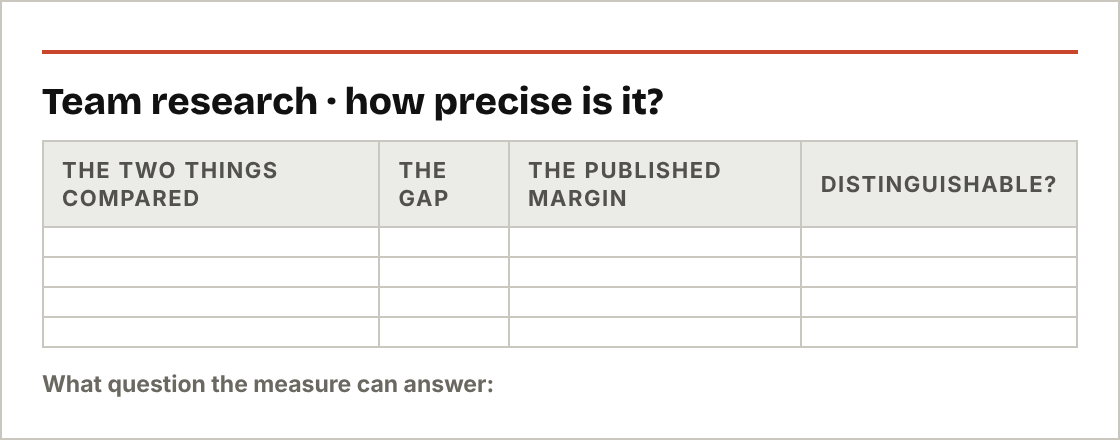 Team research · how precise is it?
THE TWO THINGS
COMPARED
THE
GAP
THE PUBLISHED
MARGIN
DISTINGUISHABLE?
What question the measure can answer: